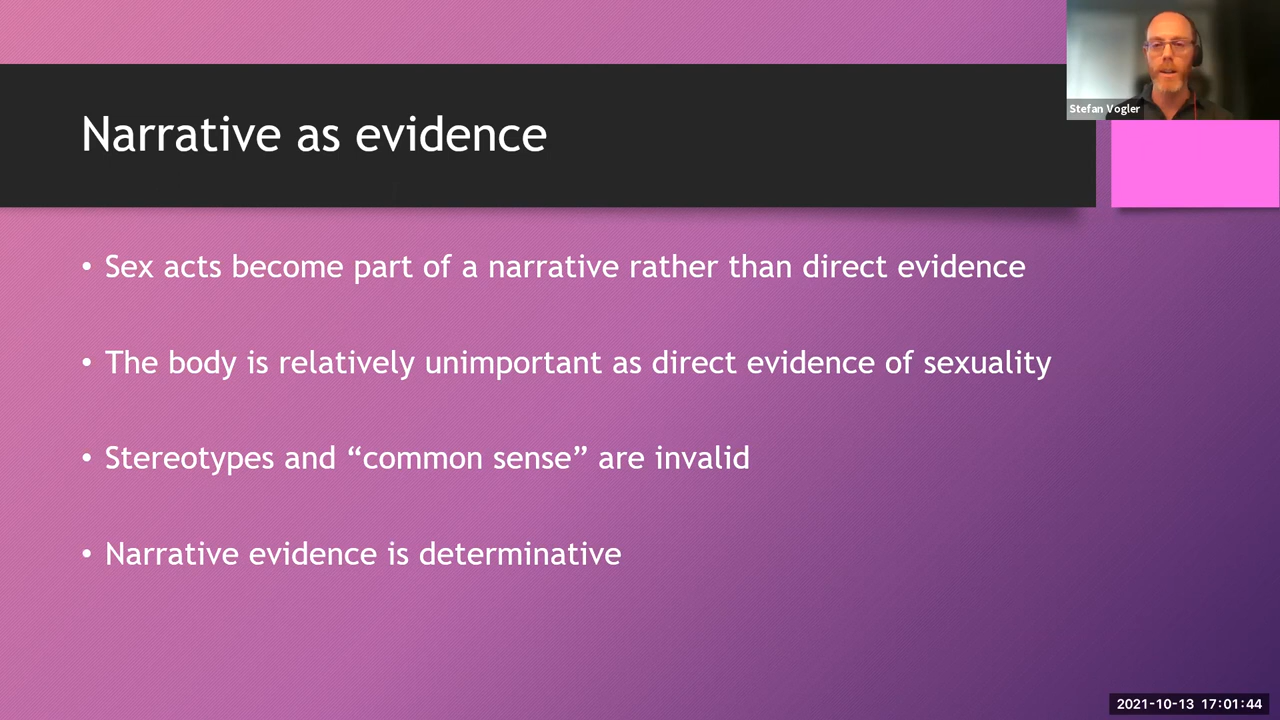 Stefan Vogler
Narrative as evidence
• Sex acts become part of a narrative rather than direct evidence
• The body is relatively unimportant as direct evidence of sexuality
• Stereotypes and “common sense” are invalid
• Narrative evidence is determinative
2021-10-13 17:01:44